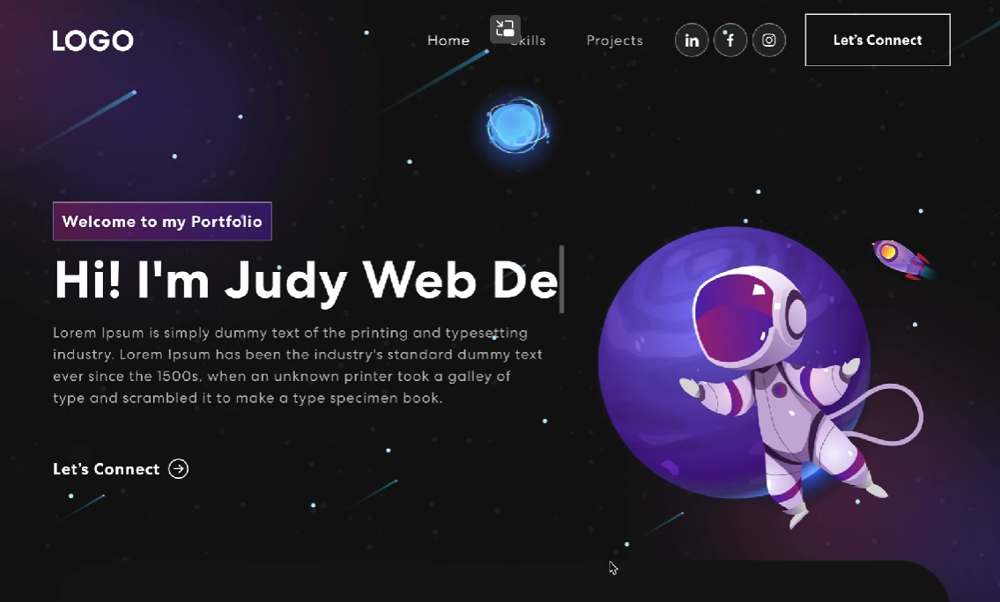 LOGO
Home
Skills
Projects
in
f
Let's Connect
Welcome to my Portfolio
Hi! I'm Judy Web De
Lorem Ipsum is simply dummy text of the printing and typesetting
industry. Lorem Ipsum has been the industry's standard dummy text
ever since the 1500s, when an unknown printer took a galley of
type and scrambled it to make a type specimen book.
Let's Connect